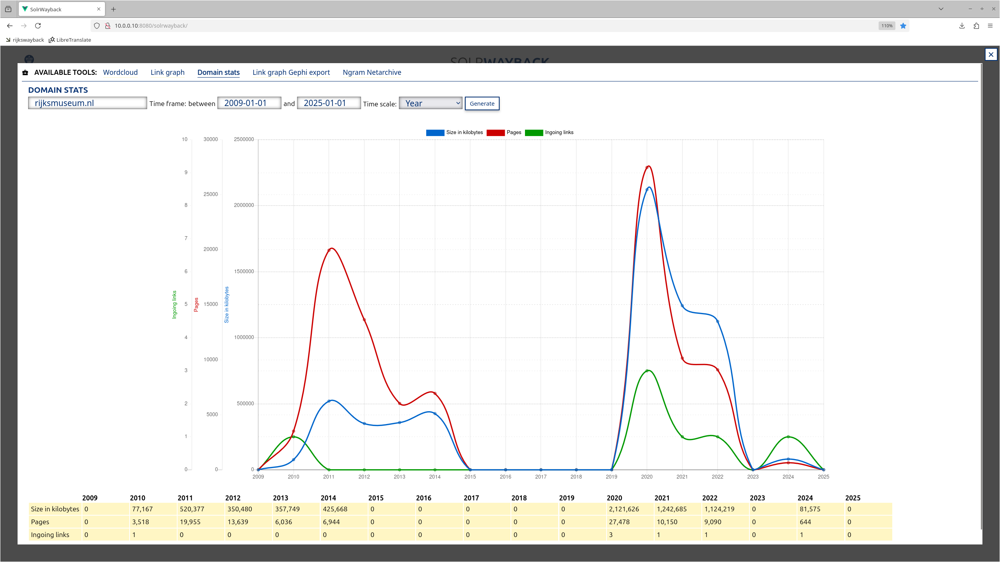 SolrWayback
10.0.0.10:8080/solrwayback/
110%
rijkswayback LibreTranslate
SOLRWAYBACK
AVAILABLE TOOLS: Wordcloud Link graph Domain stats Link graph Gephi export Ngram Netarchive
DOMAIN STATS
rijksmuseum.nl Time frame: between 2009-01-01 and 2025-01-01 Time scale: Year Generate
Size in kilobytes Pages Ingoing links
10 30000 2500000
9
25000
8 2000000
7
20000
6 1500000
Ingoing links Pages Size in kilobytes
5 15000
4 1000000
10000
3
2 500000
5000
1
0 0 0
2009 2010 2011 2012 2013 2014 2015 2016 2017 2018 2019 2020 2021 2022 2023 2024 2025
2009 2010 2011 2012 2013 2014 2015 2016 2017 2018 2019 2020 2021 2022 2023 2024 2025
Size in kilobytes 0 77,167 520,377 350,480 357,749 425,668 0 0 0 0 0 2,121,626 1,242,685 1,124,219 0 81,575 0
Pages 0 3,518 19,955 13,639 6,036 6,944 0 0 0 0 0 27,478 10,150 9,090 0 644 0
Ingoing links 0 1 0 0 0 0 0 0 0 0 0 3 1 1 0 1 0